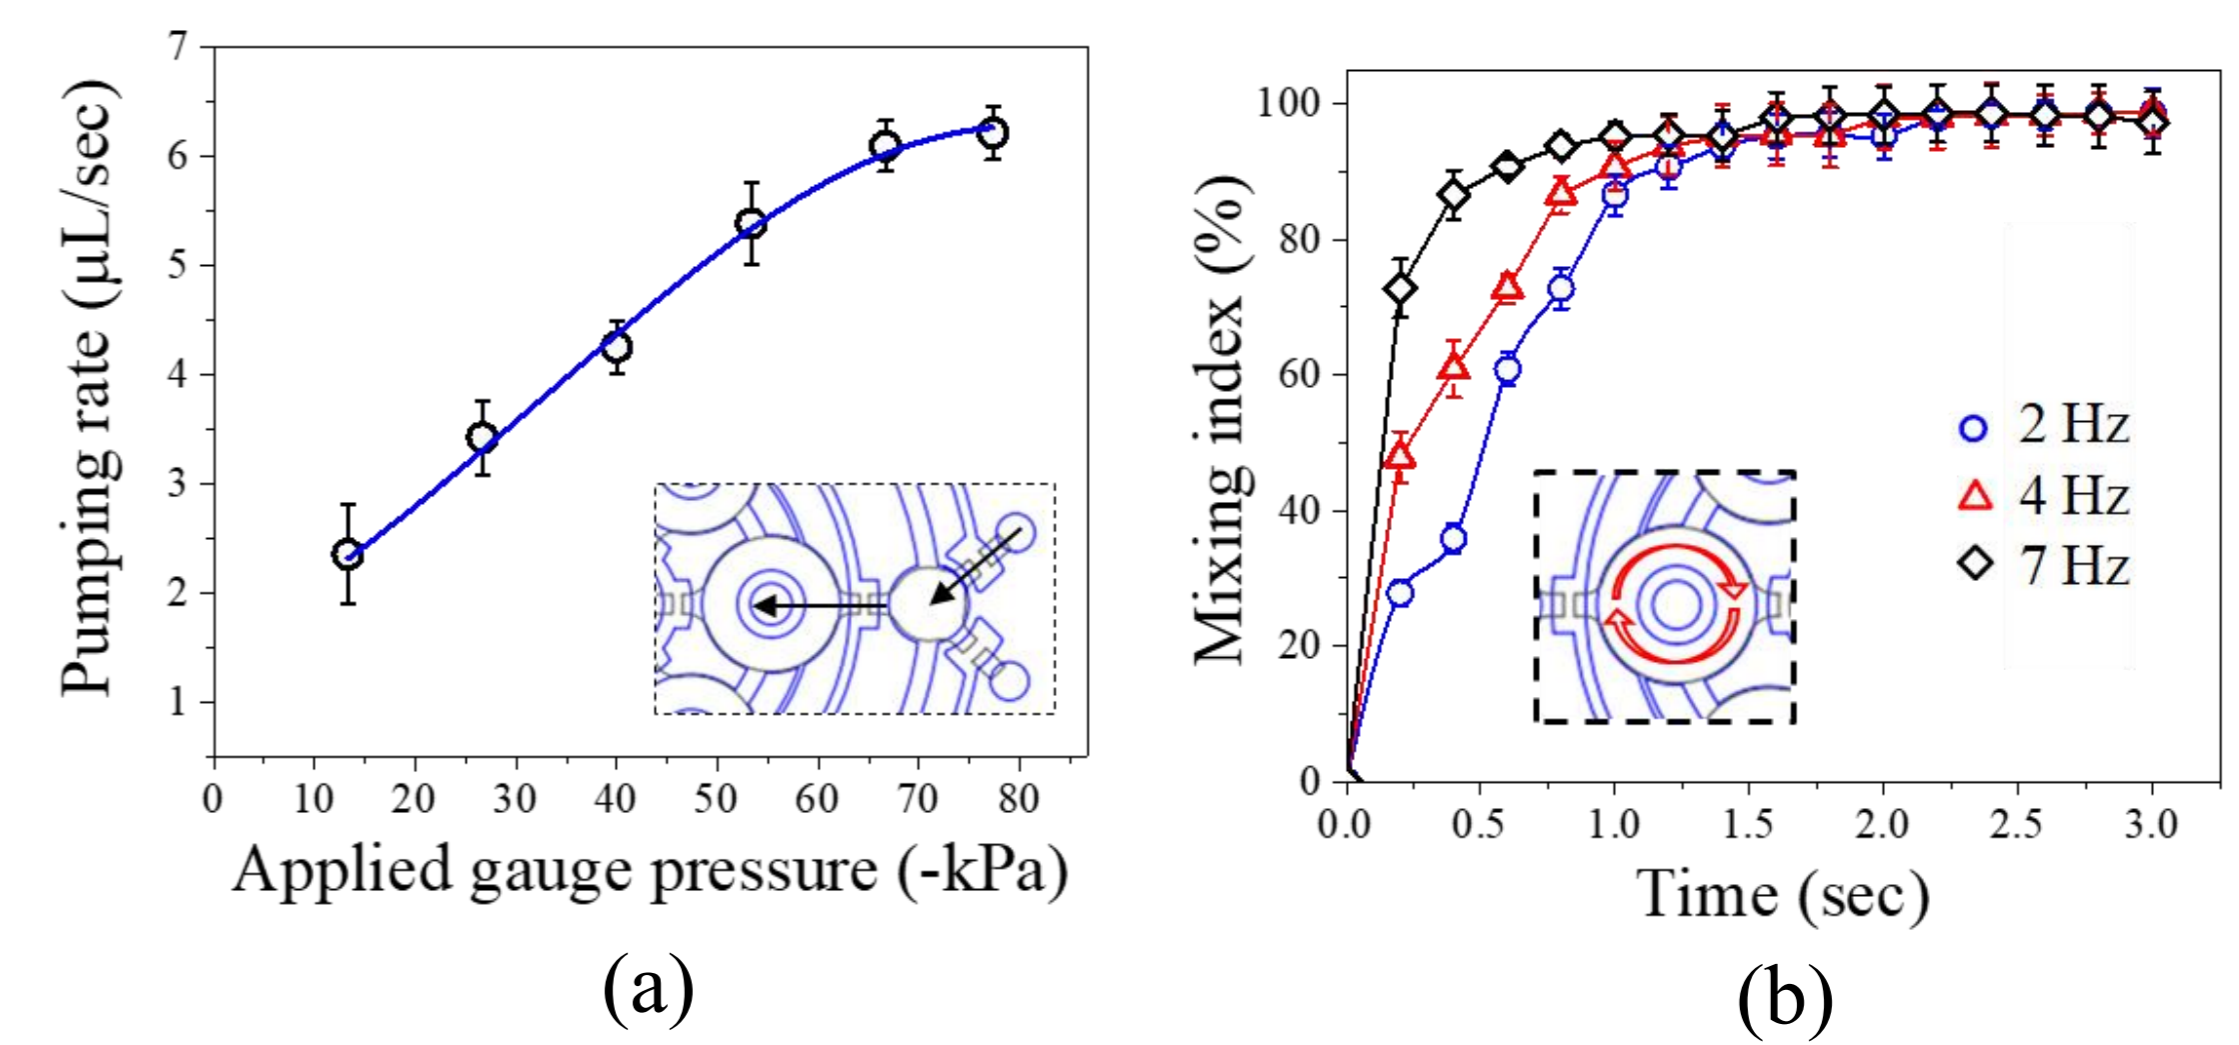 7
6
5
4
3
2
1
0 10 20 30 40 50 60 70 80
Pumping rate (μL/sec)
Applied gauge pressure (-kPa)
(a)
100
80
60
40
20
0
0.0 0.5 1.0 1.5 2.0 2.5 3.0
Mixing index (%)
2 Hz
4 Hz
7 Hz
Time (sec)
(b)